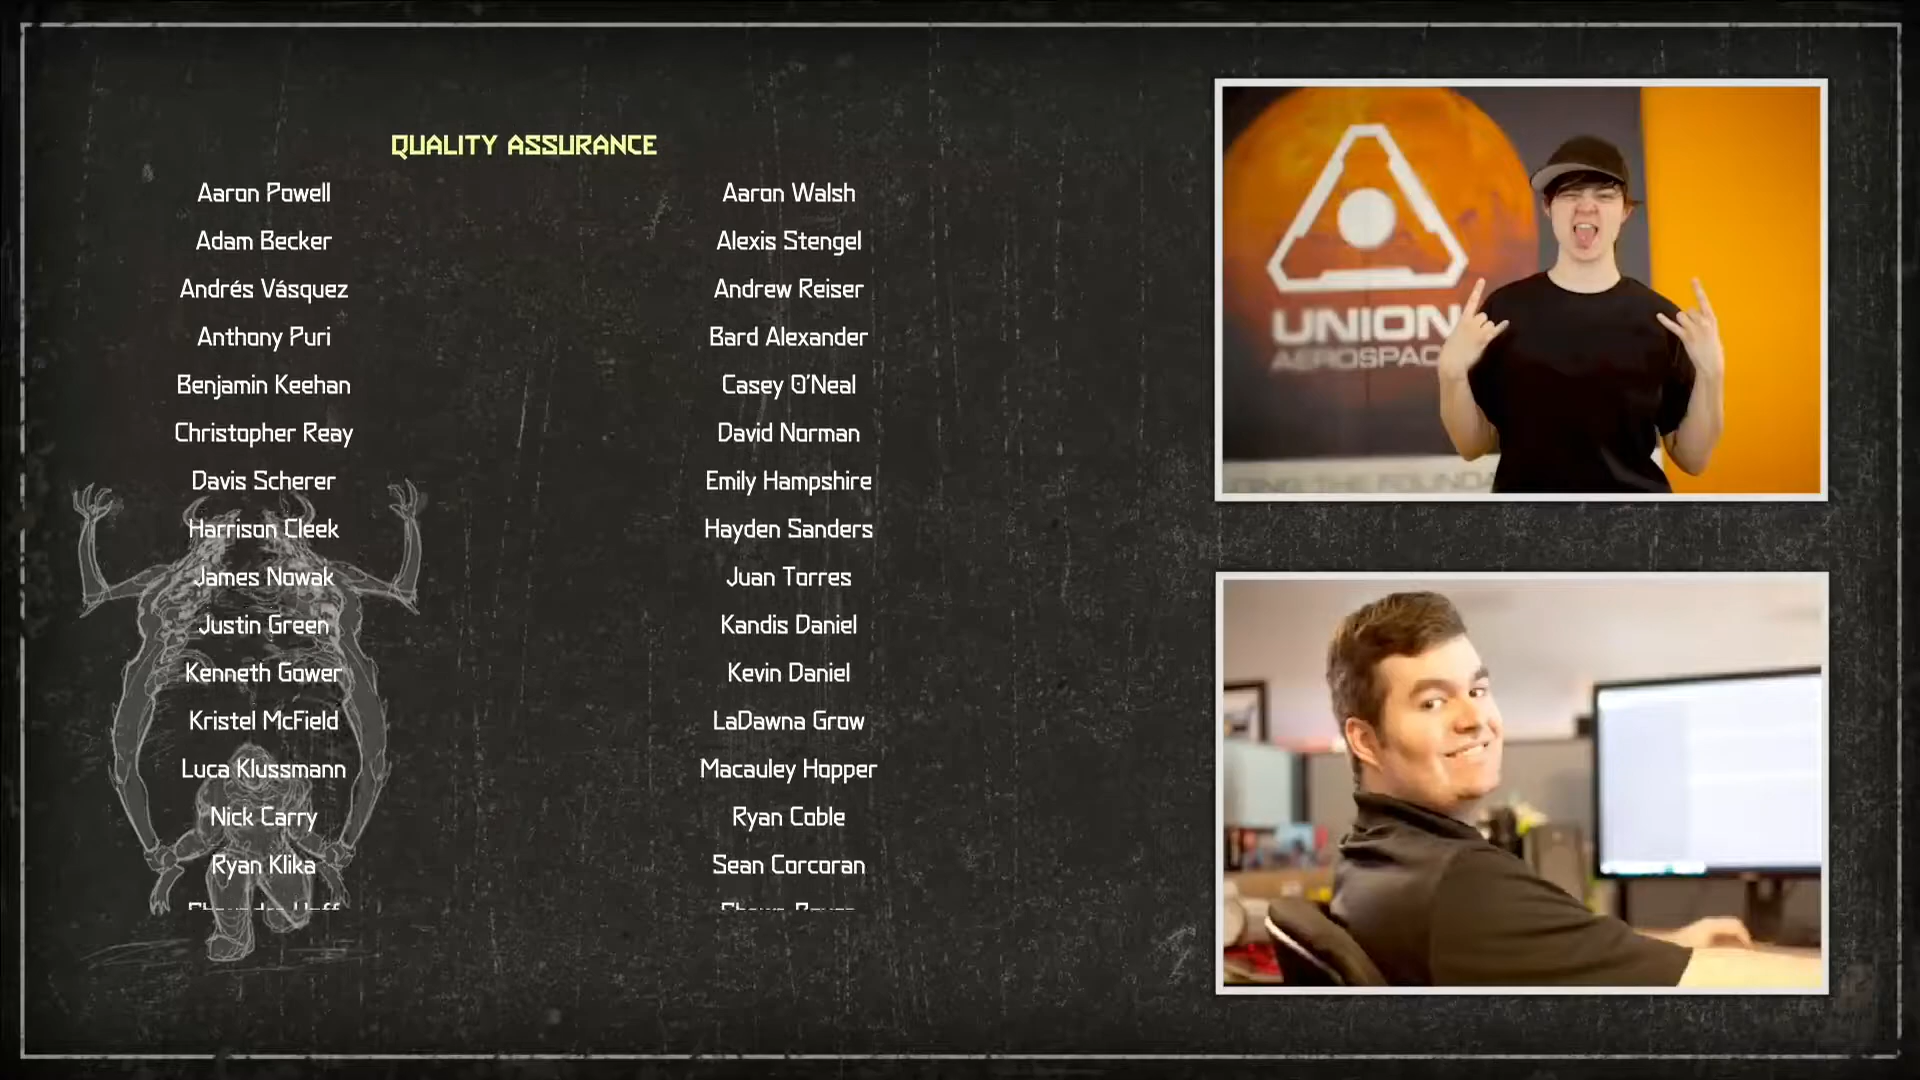 QUALITY ASSURANCE
Aaron Powell
Aaron Walsh
Adam Becker
Alexis Stengel
Andrés Vásquez
Andrew Reiser
Anthony Puri
Bard Alexander
Benjamin Keehan
Casey O'Neal
Christopher Reay
David Norman
Davis Scherer
Emily Hampshire
Harrison Cleek
Hayden Sanders
James Nowak
Juan Torres
Justin Green
Kandis Daniel
Kenneth Gower
Kevin Daniel
Kristel McField
LaDawna Grow
Luca Klussmann
Macauley Hopper
Nick Carry
Ryan Coble
Ryan Klika
Sean Corcoran
UNION
AEROSPAC